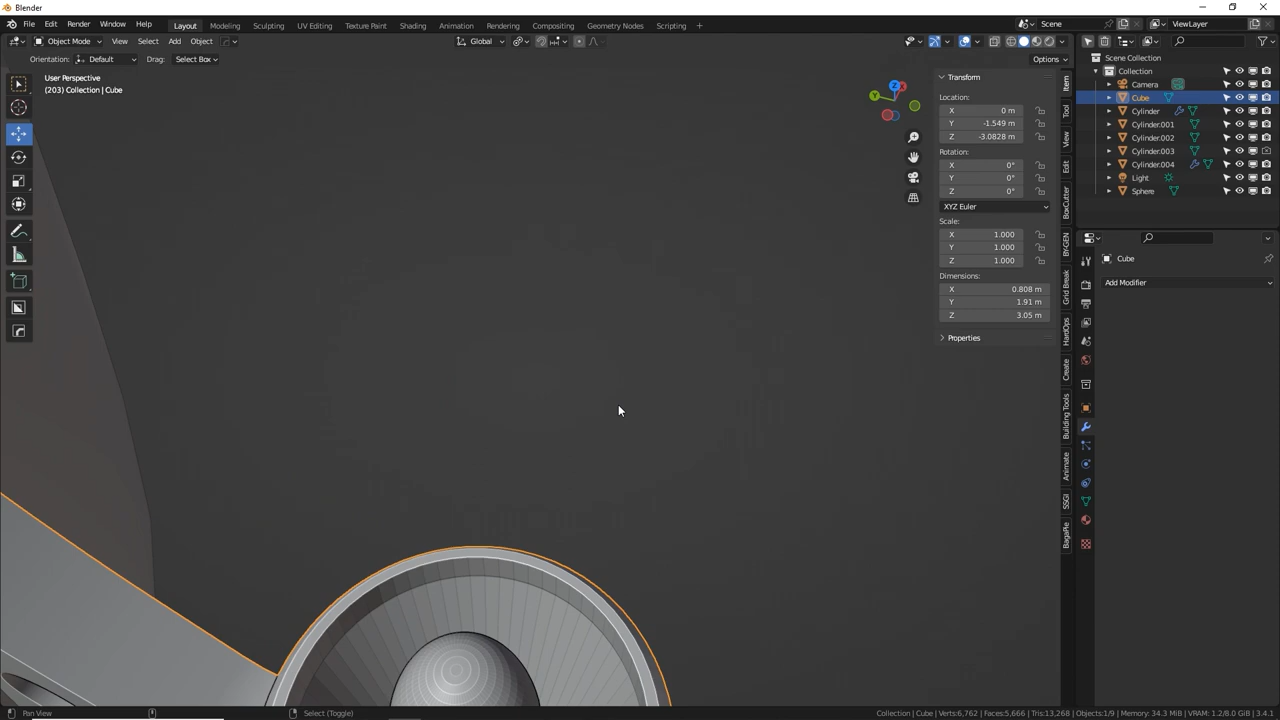 Blender
File Edit Render Window Help
Layout Modeling Sculpting UV Editing Texture Paint Shading Animation Rendering Compositing Geometry Nodes Scripting +
Scene ViewLayer
Object Mode View Select Add Object Global Options
Orientation: Default Drag: Select Box
User Perspective
(203) Collection | Cube
Z
X
Y
Transform
Location:
X 0 m
Y -1.549 m
Z -3.0828 m
Rotation:
X 0°
Y 0°
Z 0°
XYZ Euler
Scale:
X 1.000
Y 1.000
Z 1.000
Dimensions:
X 0.808 m
Y 1.91 m
Z 3.05 m
Properties
Item
Tool
View
Edit
BoxCutter
BY-GEN
Grid Break
HardOps
Create
Building Tools
Animate
SSGI
BagaPie
Scene Collection
Collection
Camera
Cube
Cylinder
Cylinder.001
Cylinder.002
Cylinder.003
Cylinder.004
Light
Sphere
Cube
Add Modifier
Pan View Select (Toggle) Collection | Cube | Verts:6,762 | Faces:5,666 | Tris:13,268 | Objects:1/9 | Memory: 34.3 MiB | VRAM: 1.2/8.0 GiB | 3.4.1